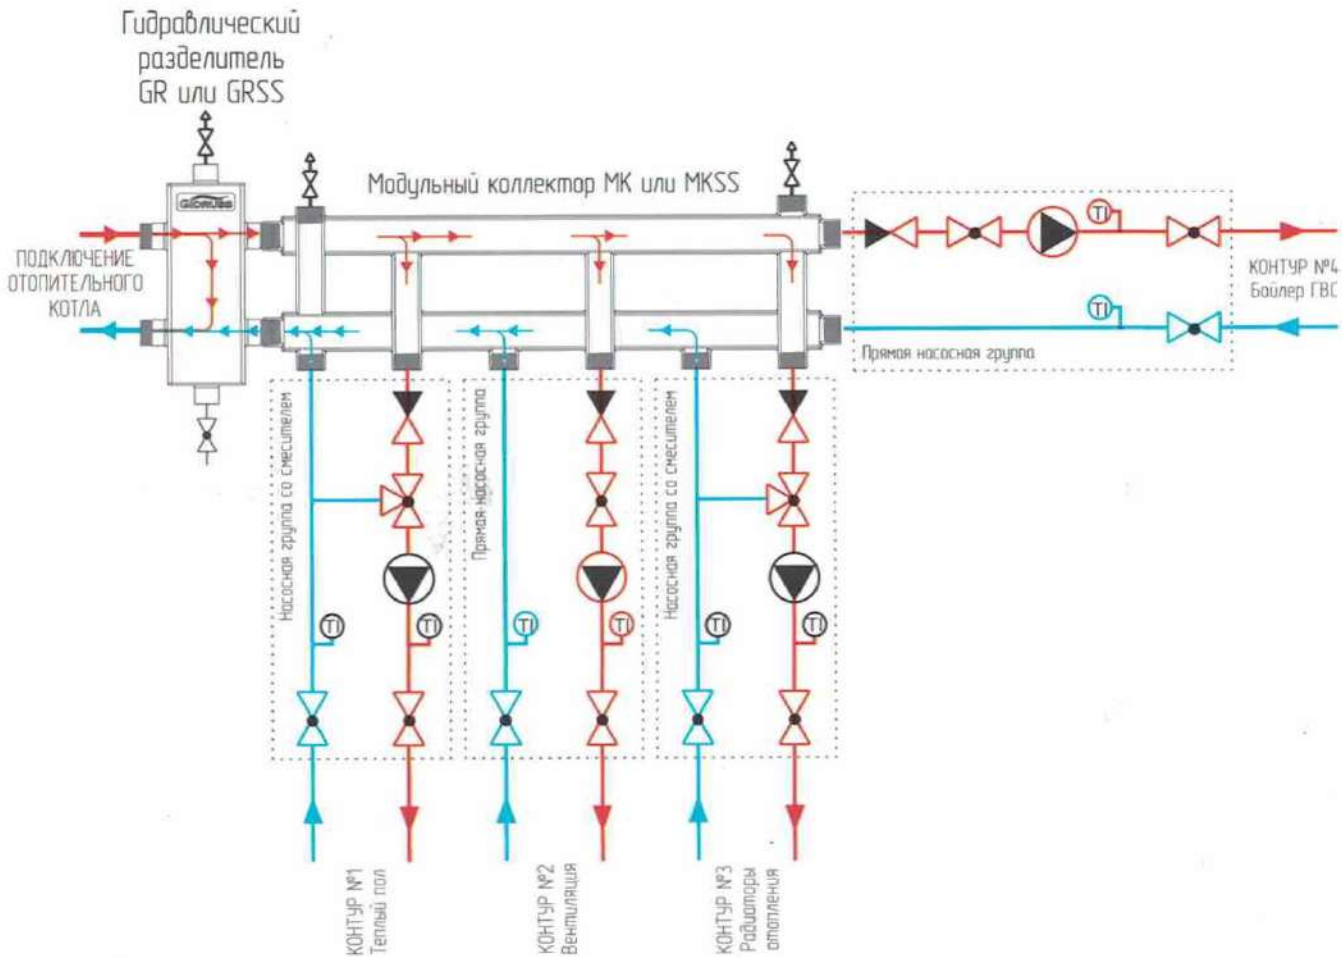 Гидравлический
разделитель
GR или GRSS
Модульный коллектор МК или MKSS
GIDRUSS
ПОДКЛЮЧЕНИЕ
ОТОПИТЕЛЬНОГО
КОТЛА
TI
КОНТУР №4
Бойлер ГВС
TI
Прямая насосная группа
Насосная группа со смесителем
Прямая насосная группа
Насосная группа со смесителем
TI
TI
TI
TI
TI
TI
КОНТУР №1
Теплый пол
КОНТУР №2
Вентиляция
КОНТУР №3
Радиаторы
отопления